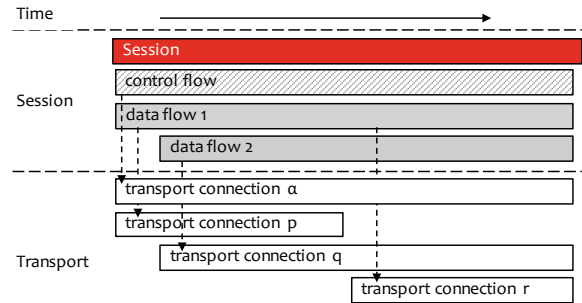 Time
Session
control flow
Session
data flow 1
data flow 2
transport connection α
transport connection p
Transport
transport connection q
transport connection r